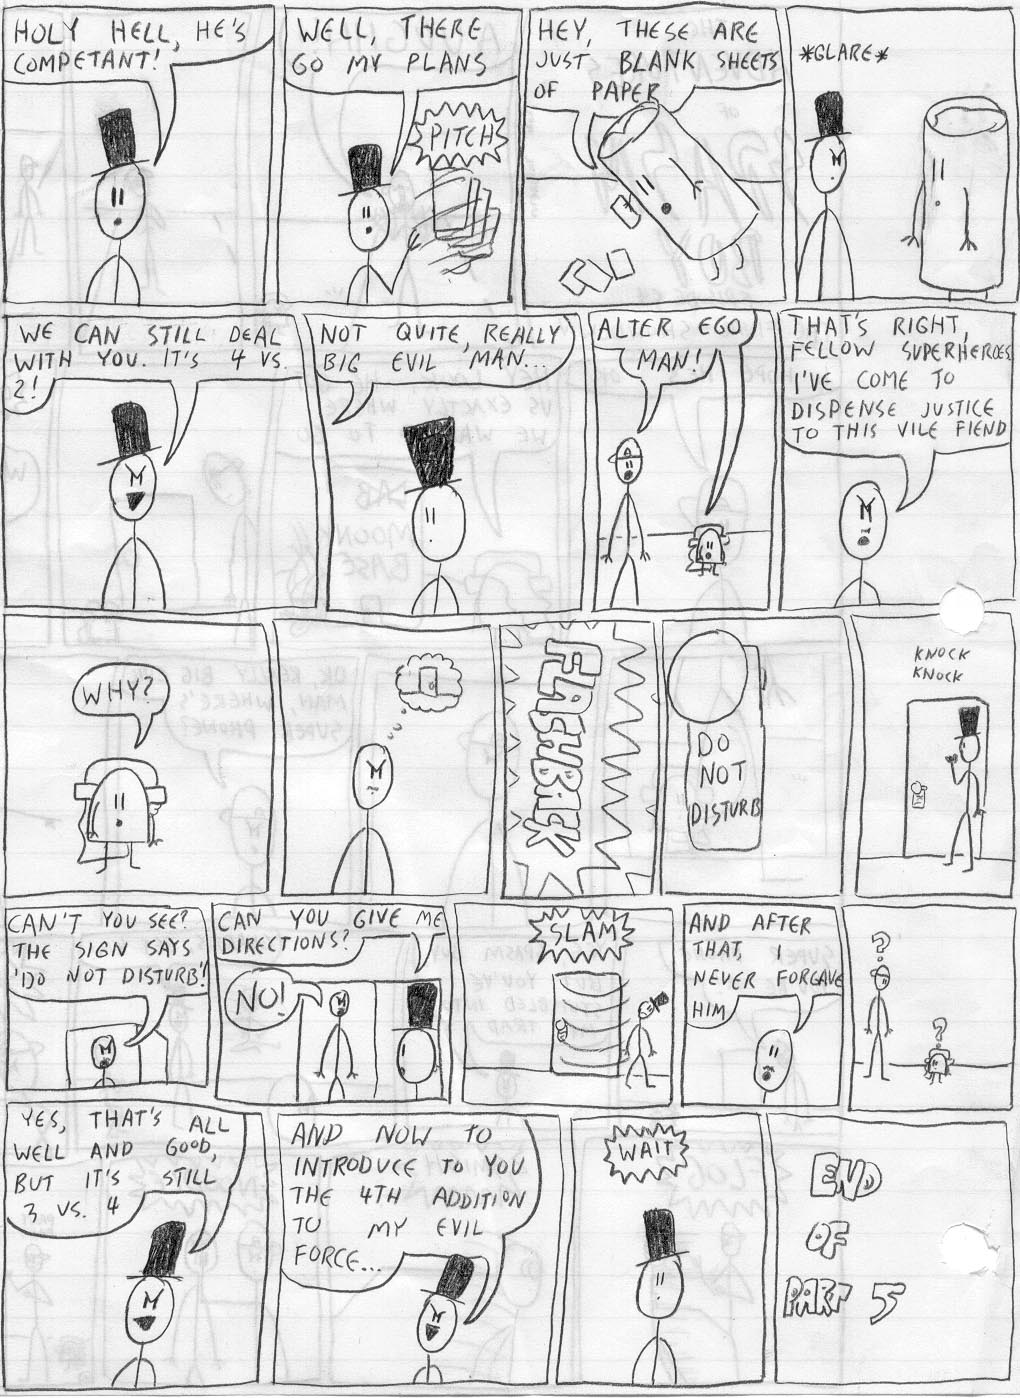 HOLY HELL, HE'S
COMPETANT!
WELL, THERE
GO MY PLANS
PITCH
HEY, THESE ARE
JUST BLANK SHEETS
OF PAPER
*GLARE*
WE CAN STILL DEAL
WITH YOU. IT'S 4 VS.
2!
NOT QUITE, REALLY
BIG EVIL MAN...
ALTER EGO
MAN!
A
THAT'S RIGHT,
FELLOW SUPERHEROES
I'VE COME TO
DISPENSE JUSTICE
TO THIS VILE FIEND
WHY?
FLASHBACK
DO
NOT
DISTURB
KNOCK
KNOCK
CAN'T YOU SEE?
THE SIGN SAYS
'DO NOT DISTURB'!
CAN YOU GIVE ME
DIRECTIONS?
NO!
SLAM
AND AFTER
THAT, I
NEVER FORGAVE
HIM
?
?
YES, THAT'S ALL
WELL AND GOOD,
BUT IT'S STILL
3 VS. 4
AND NOW TO
INTRODUCE TO YOU
THE 4TH ADDITION
TO MY EVIL
FORCE...
WAIT
END
OF
PART 5